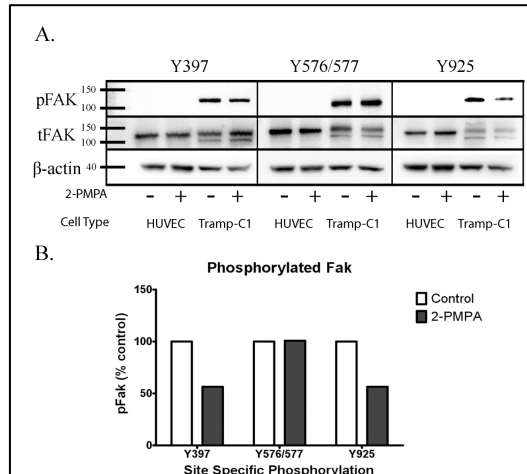 A.
Y397 Y576/577 Y925
pFAK 150 100
tFAK 150 100
β-actin 40
2-PMPA - + - + - + - + - + - +
Cell Type HUVEC Tramp-C1 HUVEC Tramp-C1 HUVEC Tramp-C1
B.
Phosphorylated Fak
Control
2-PMPA
pFak (% control)
150
100
50
0
Y397 Y576/577 Y925
Site Specific Phosphorylation